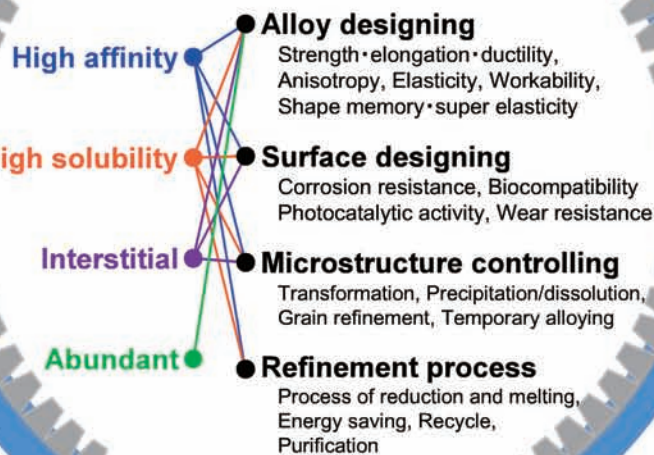 High affinity
solubility
Interstitial
Abundant
Alloy designing
Strength・elongation・ductility,
Anisotropy, Elasticity, Workability,
Shape memory・super elasticity
Surface designing
Corrosion resistance, Biocompatibility
Photocatalytic activity, Wear resistance
Microstructure controlling
Transformation, Precipitation/dissolution,
Grain refinement, Temporary alloying
Refinement process
Process of reduction and melting,
Energy saving, Recycle,
Purification